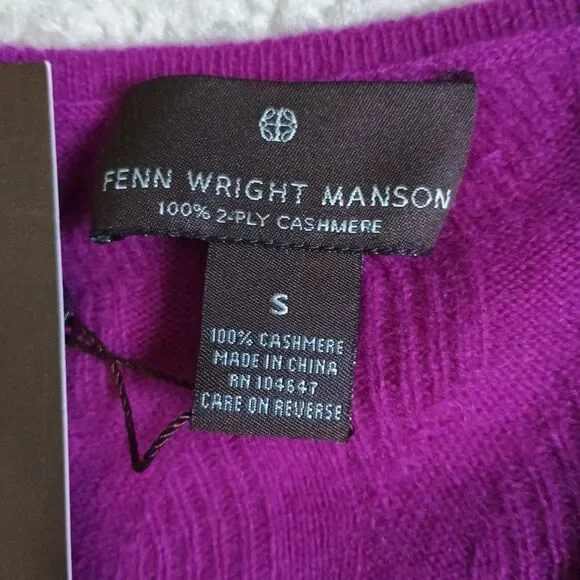 FENN WRIGHT MANSON
100% 2-PLY CASHMERE
S
100% CASHMERE
MADE IN CHINA
RN 104647
CARE ON REVERSE